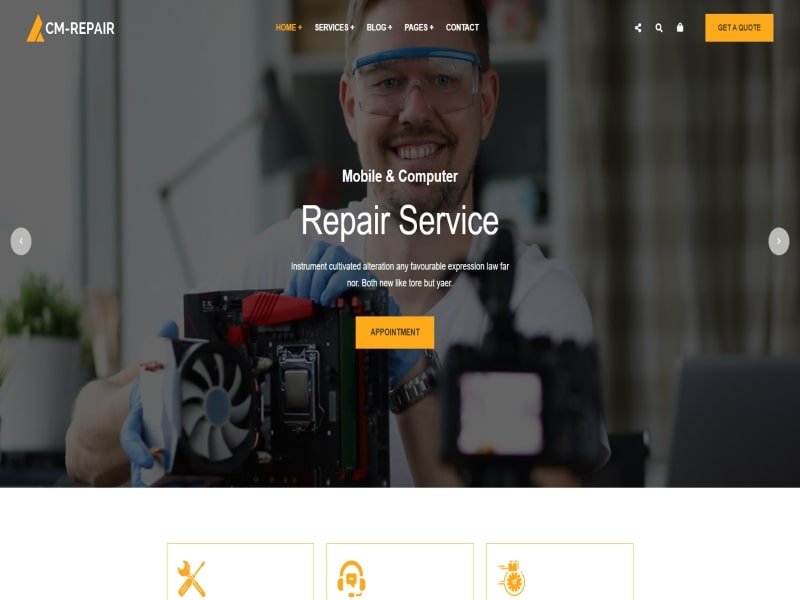 CM-REPAIR
HOME +
SERVICES +
BLOG +
PAGES +
CONTACT
GET A QUOTE
Mobile & Computer
Repair Service
Instrument cultivated alteration any favourable expression law far
nor. Both new like tore but yaer.
APPOINTMENT